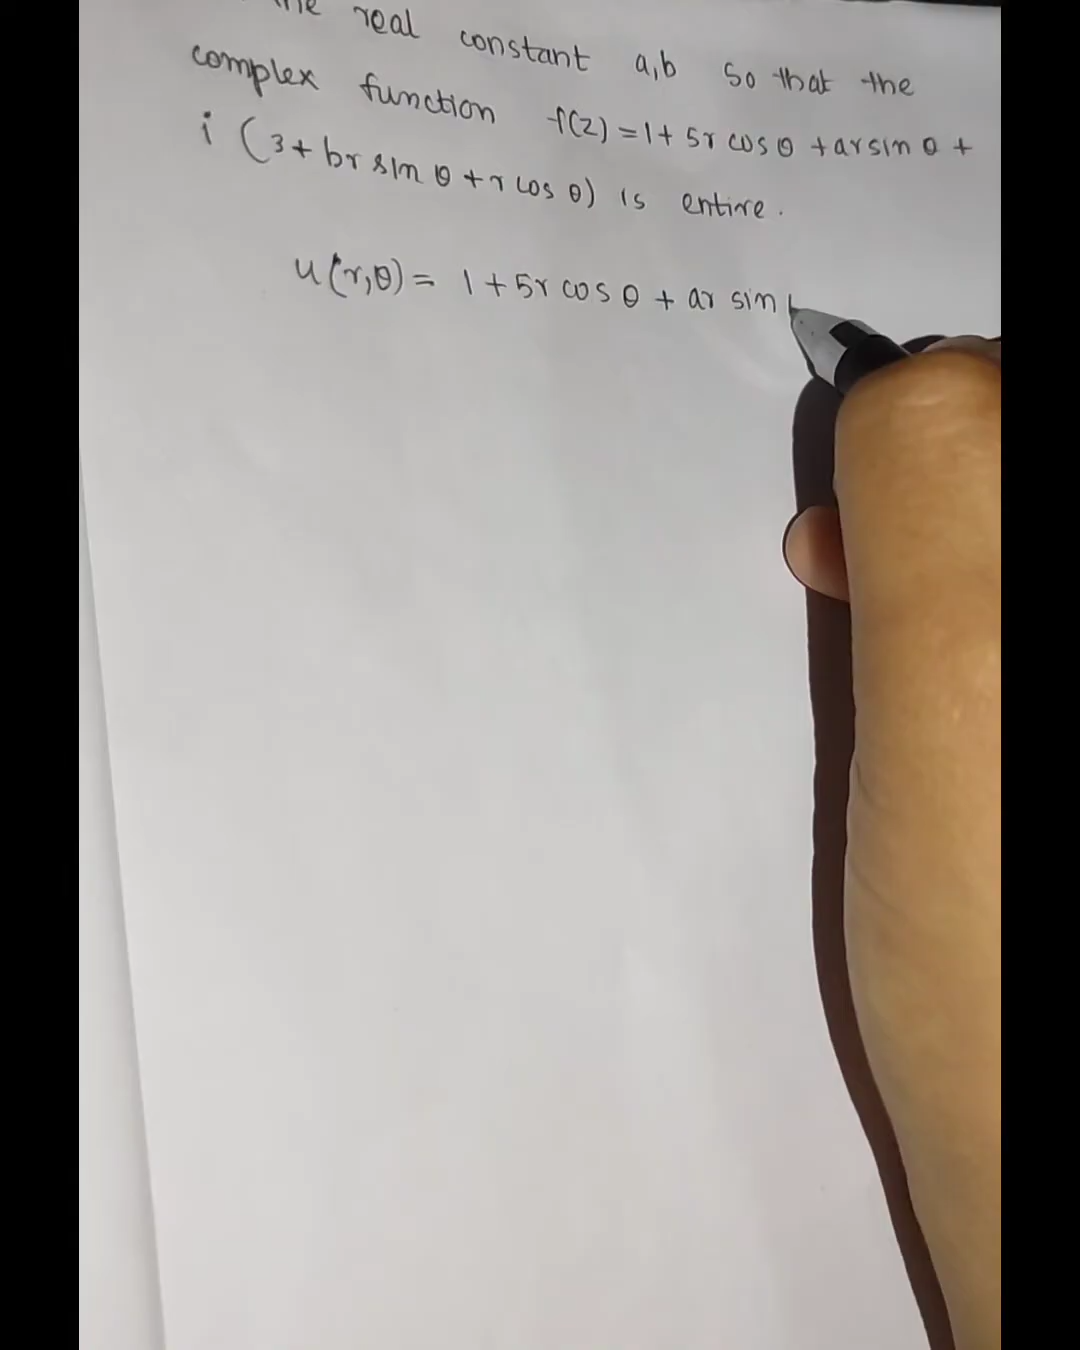 the real constant a,b so that the
complex function f(z) = 1 + 5r cos θ + ar sin θ +
i (3 + br sin θ + r cos θ) is entire.
u(r,θ) = 1 + 5r cos θ + ar sin